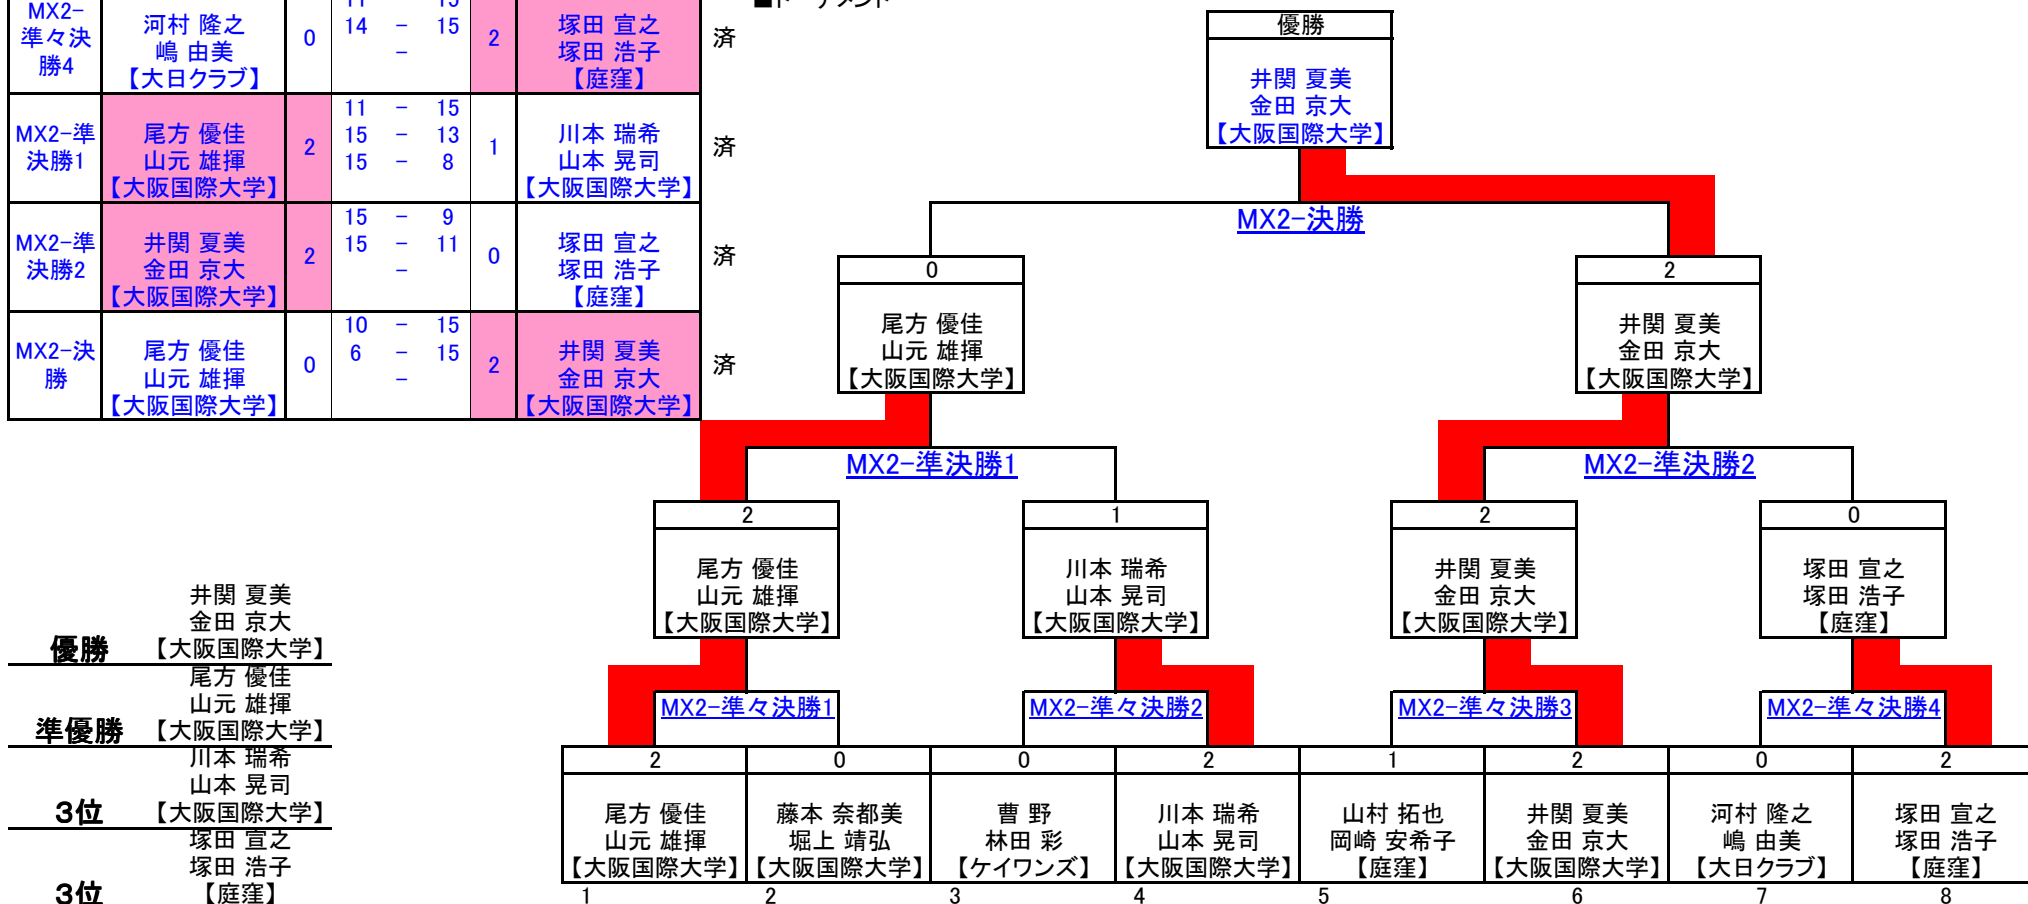 MX2-
準々決
勝4
河村 隆之
嶋 由美
【大日クラブ】
0
14 - 15
-
2
塚田 宣之
塚田 浩子
【庭窪】
済
MX2-準
決勝1
尾方 優佳
山元 雄揮
【大阪国際大学】
2
11 - 15
15 - 13
15 - 8
1
川本 瑞希
山本 晃司
【大阪国際大学】
済
MX2-準
決勝2
井関 夏美
金田 京大
【大阪国際大学】
2
15 - 9
15 - 11
-
0
塚田 宣之
塚田 浩子
【庭窪】
済
MX2-決
勝
尾方 優佳
山元 雄揮
【大阪国際大学】
0
10 - 15
6 - 15
-
2
井関 夏美
金田 京大
【大阪国際大学】
済
■トーナメント
優勝
井関 夏美
金田 京大
【大阪国際大学】
MX2-決勝
0
尾方 優佳
山元 雄揮
【大阪国際大学】
2
井関 夏美
金田 京大
【大阪国際大学】
MX2-準決勝1
MX2-準決勝2
2
尾方 優佳
山元 雄揮
【大阪国際大学】
1
川本 瑞希
山本 晃司
【大阪国際大学】
2
井関 夏美
金田 京大
【大阪国際大学】
0
塚田 宣之
塚田 浩子
【庭窪】
MX2-準々決勝1
MX2-準々決勝2
MX2-準々決勝3
MX2-準々決勝4
2
尾方 優佳
山元 雄揮
【大阪国際大学】
1
0
藤本 奈都美
堀上 靖弘
【大阪国際大学】
2
0
曹 野
林田 彩
【ケイワンズ】
3
2
川本 瑞希
山本 晃司
【大阪国際大学】
4
1
山村 拓也
岡崎 安希子
【庭窪】
5
2
井関 夏美
金田 京大
【大阪国際大学】
6
0
河村 隆之
嶋 由美
【大日クラブ】
7
2
塚田 宣之
塚田 浩子
【庭窪】
8
井関 夏美
金田 京大
優勝 【大阪国際大学】
尾方 優佳
山元 雄揮
準優勝 【大阪国際大学】
川本 瑞希
山本 晃司
3位 【大阪国際大学】
塚田 宣之
塚田 浩子
3位 【庭窪】